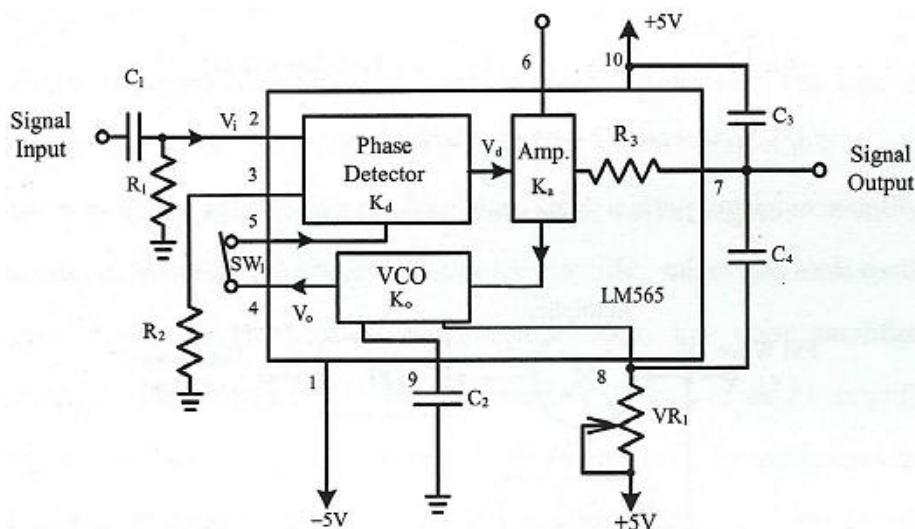 +5V
6
10
C1
C3
Signal
Input
Vi
2
Phase
Detector
Kd
Vd
Amp.
Ka
R3
7
Signal
Output
R1
3
5
SW1
4
Vo
VCO
Ko
LM565
C4
R2
1
9
C2
8
VR1
−5V
+5V